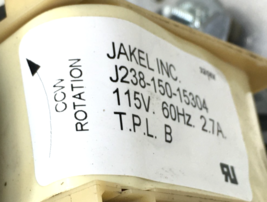 JAKEL INC.
J238-150-15304
115V. 60Hz. 2.7A.
T.P.L. B
CCW
ROTATION